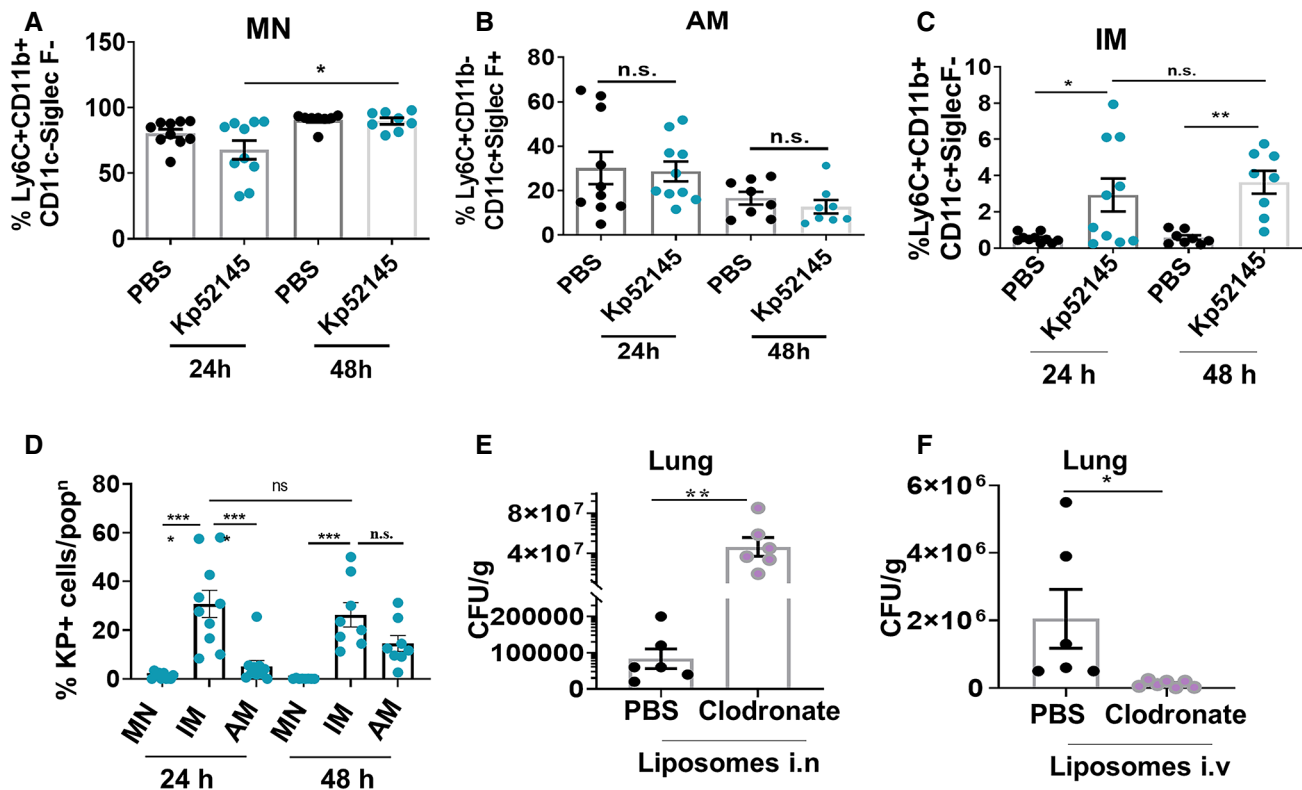 A
MN
% Ly6C+CD11b+
CD11c-Siglec F-
150
100
50
0
*
PBS
Kp52145
PBS
Kp52145
24h
48h
B
AM
% Ly6C+CD11b-
CD11c+Siglec F+
80
60
40
20
0
n.s.
n.s.
PBS
Kp52145
PBS
Kp52145
24h
48h
C
IM
%Ly6C+CD11b+
CD11c+SiglecF-
10
8
6
4
2
0
*
n.s.
**
PBS
Kp52145
PBS
Kp52145
24 h
48 h
D
% KP+ cells/popⁿ
80
60
40
20
0
ns
***
*
***
*
***
n.s.
MN
IM
AM
MN
IM
AM
24 h
48 h
E
Lung
CFU/g
8×10⁷
4×10⁷
200000
100000
0
**
PBS
Clodronate
Liposomes i.n
F
Lung
CFU/g
6×10⁶
4×10⁶
2×10⁶
0
*
PBS
Clodronate
Liposomes i.v